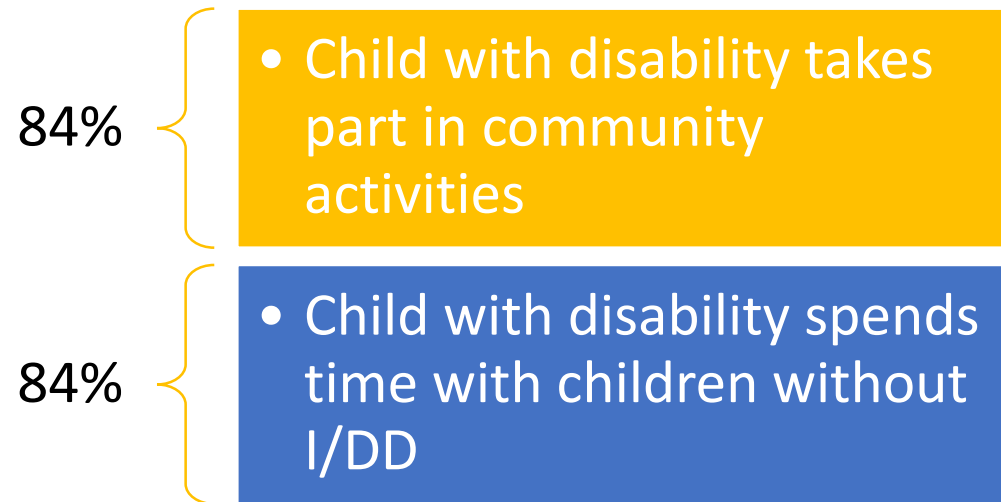 84%
• Child with disability takes
part in community
activities
84%
• Child with disability spends
time with children without
I/DD